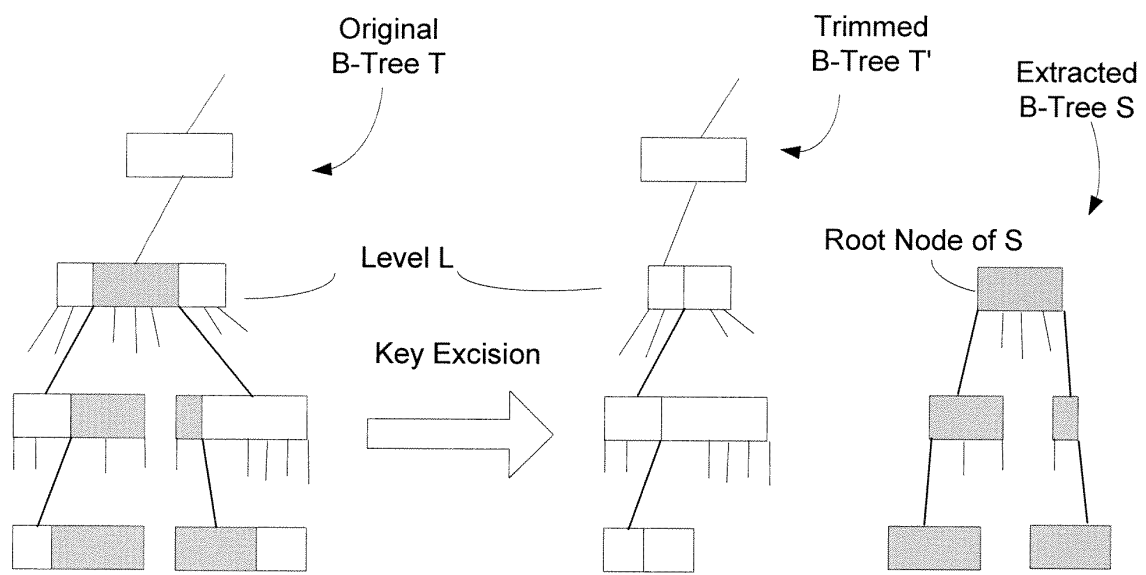 Original
B-Tree T
Trimmed
B-Tree T'
Extracted
B-Tree S
Level L
Root Node of S
Key Excision